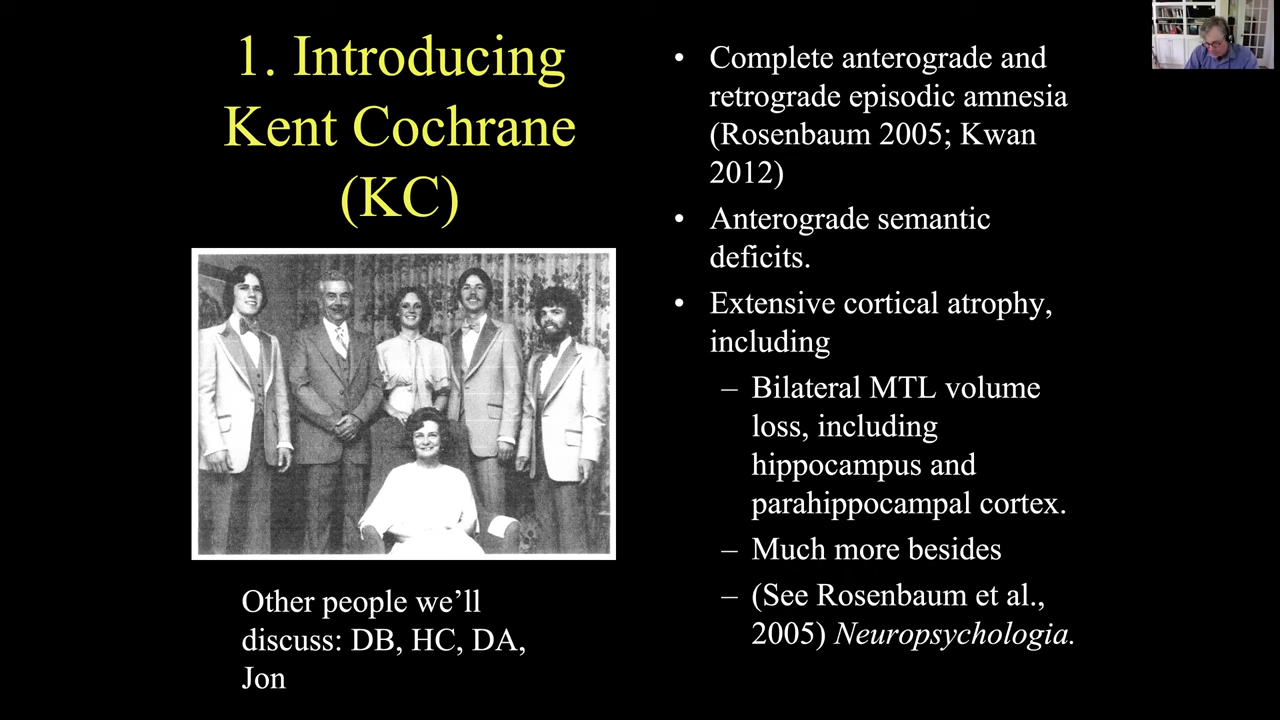 1. Introducing
Kent Cochrane
(KC)
Other people we’ll
discuss: DB, HC, DA,
Jon
• Complete anterograde and
retrograde episodic amnesia
(Rosenbaum 2005; Kwan
2012)
• Anterograde semantic
deficits.
• Extensive cortical atrophy,
including
– Bilateral MTL volume
loss, including
hippocampus and
parahippocampal cortex.
– Much more besides
– (See Rosenbaum et al.,
2005) Neuropsychologia.